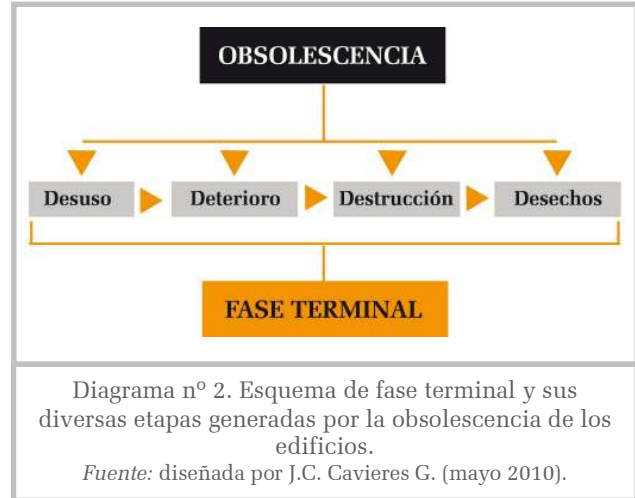 OBSOLESCENCIA
Desuso Deterioro Destrucción Desechos
FASE TERMINAL
Diagrama nº 2. Esquema de fase terminal y sus
diversas etapas generadas por la obsolescencia de los
edificios.
Fuente: diseñada por J.C. Cavieres G. (mayo 2010).